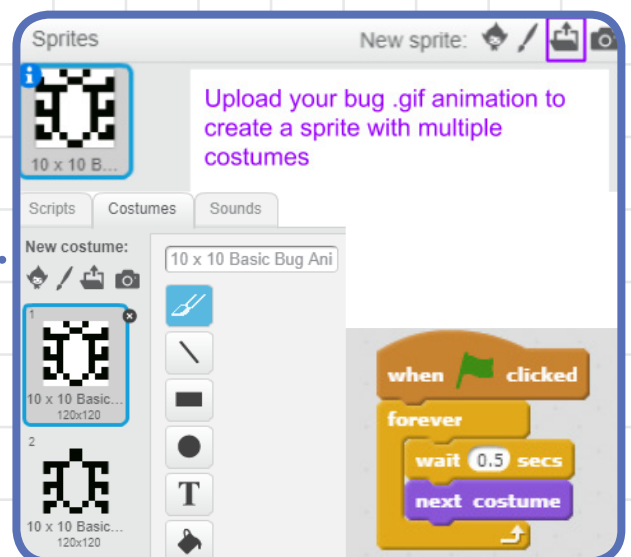 Sprites
New sprite:
i
Upload your bug .gif animation to
create a sprite with multiple
costumes
10 x 10 B...
Scripts
Costumes
Sounds
New costume:
10 x 10 Basic Bug Ani
1
10 x 10 Basic...
120x120
2
10 x 10 Basic...
120x120
T
when clicked
forever
wait 0.5 secs
next costume